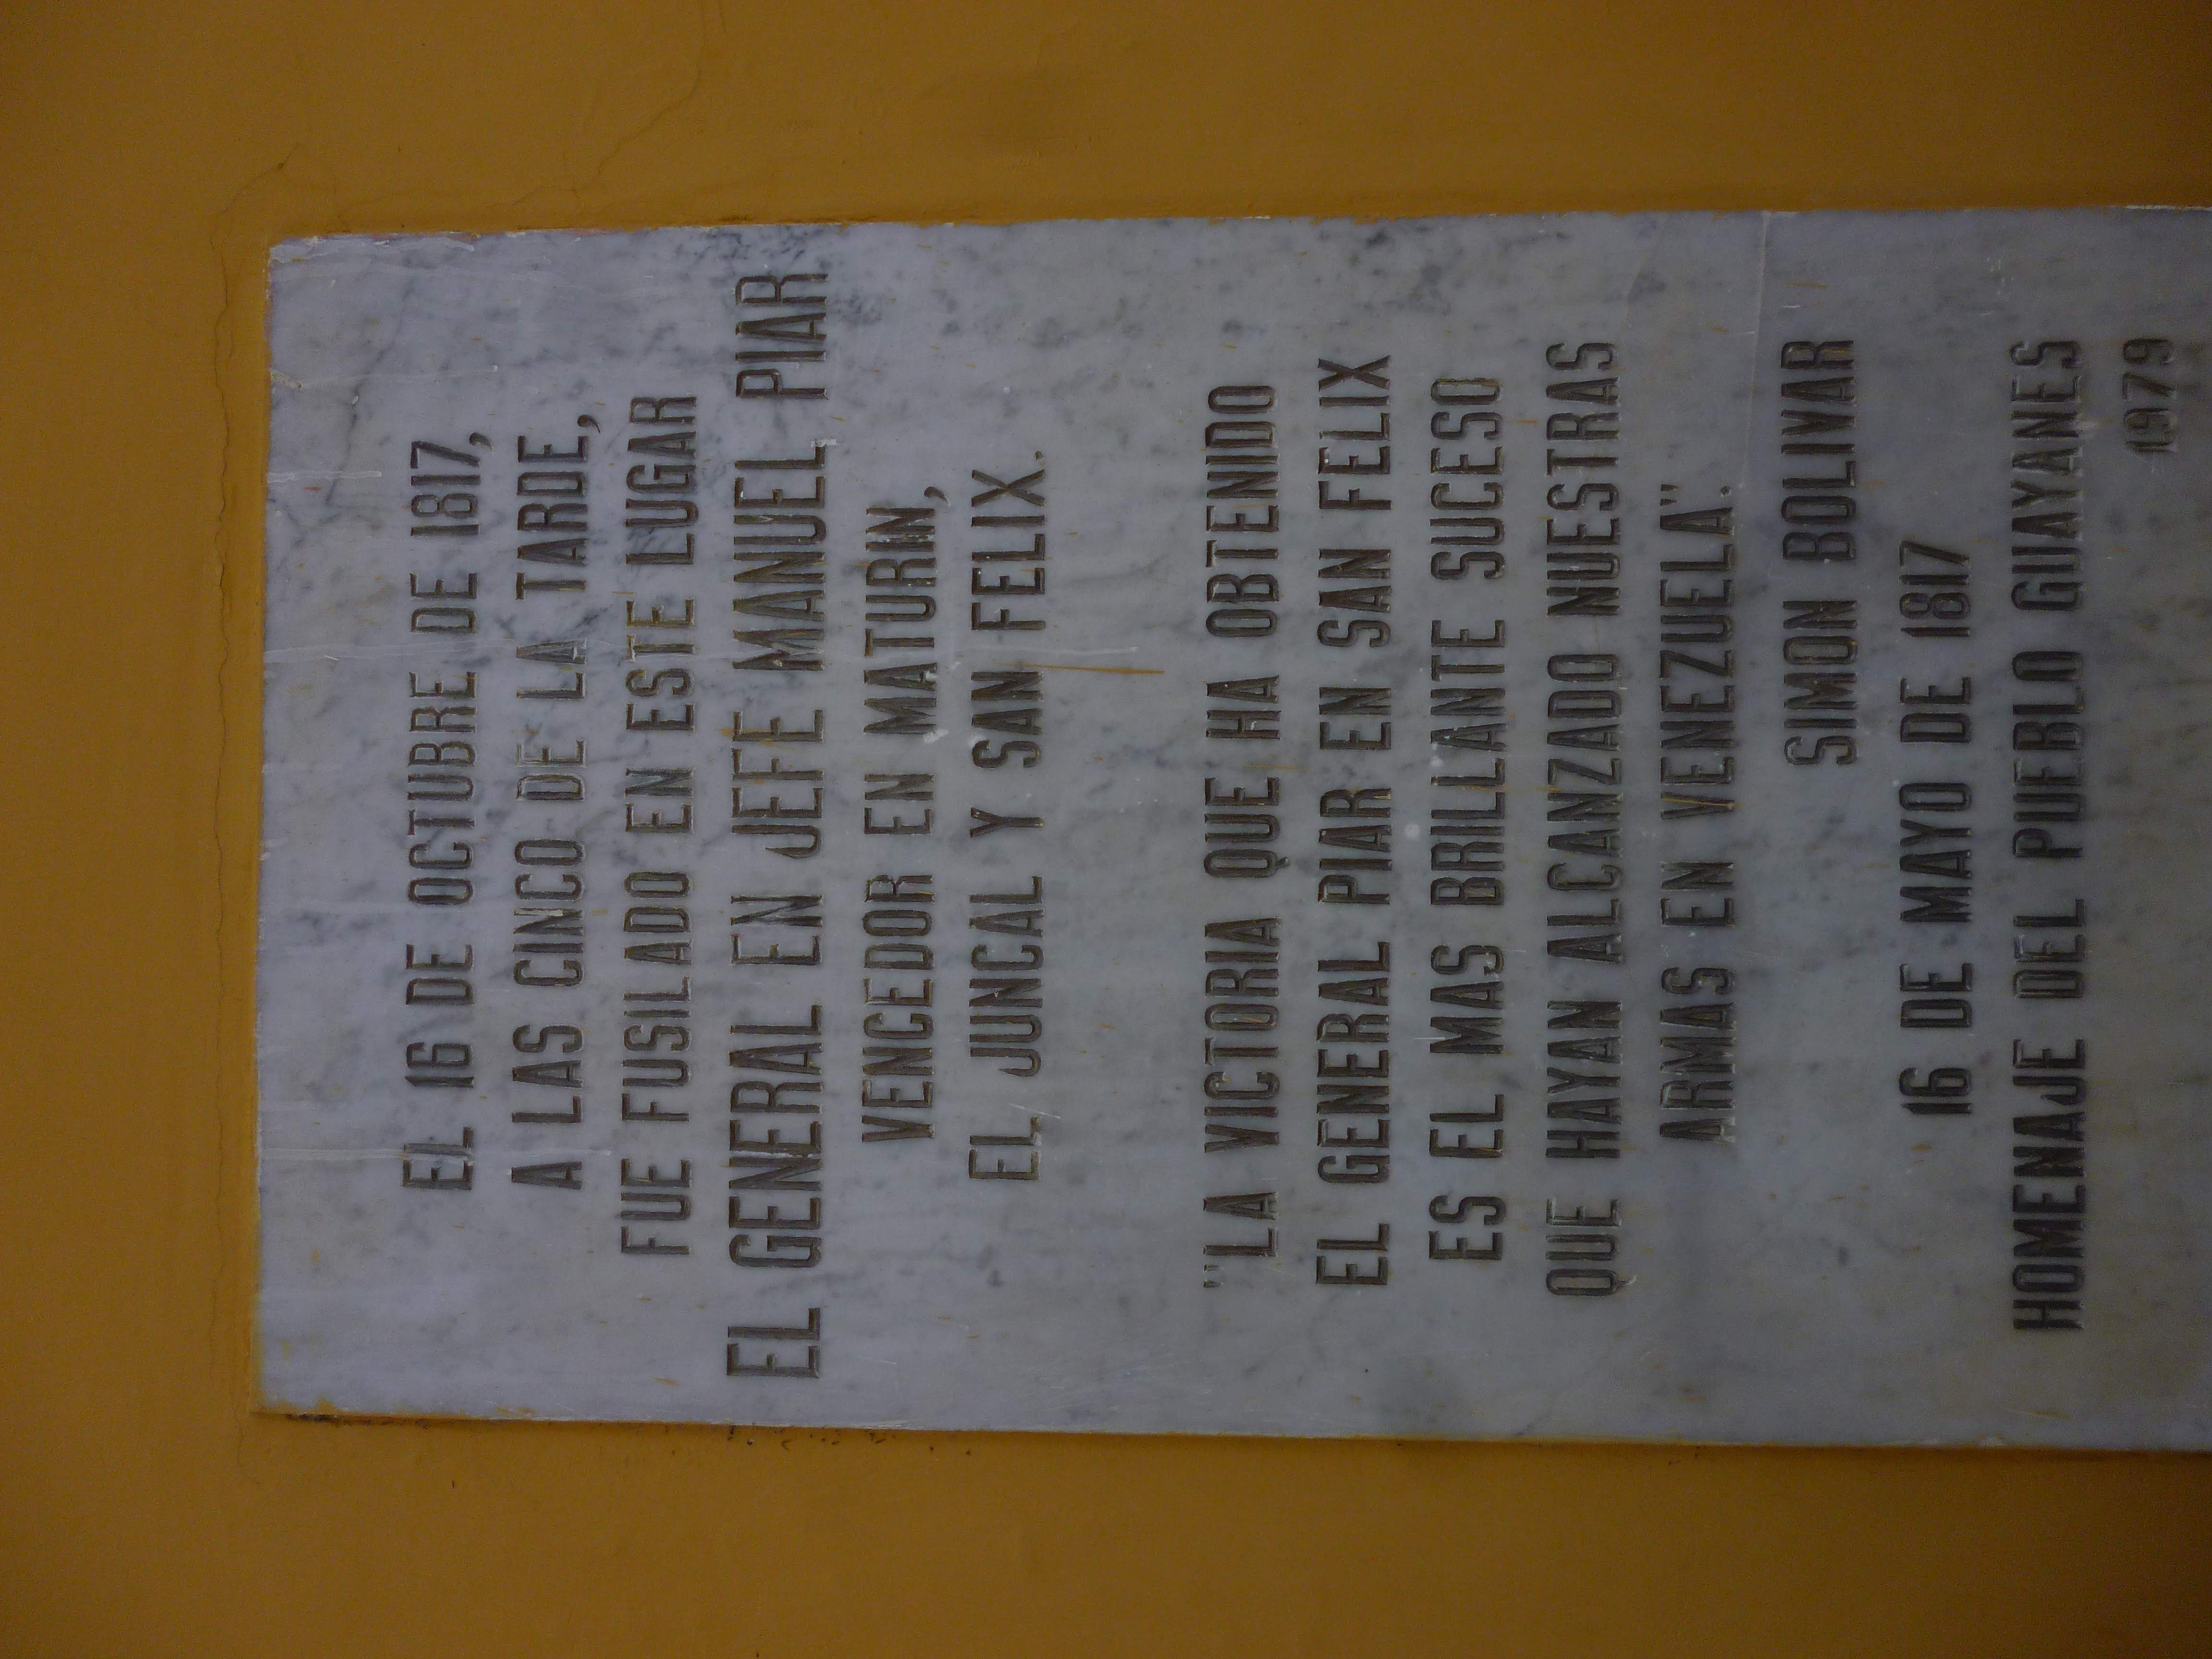 EL 16 DE OCTUBRE DE 1817,
A LAS CINCO DE LA TARDE,
FUE FUSILADO EN ESTE LUGAR
EL GENERAL EN JEFE MANUEL PIAR
VENCEDOR EN MATURIN,
EL JUNCAL Y SAN FELIX.
"LA VICTORIA QUE HA OBTENIDO
EL GENERAL PIAR EN SAN FELIX
ES EL MAS BRILLANTE SUCESO
QUE HAYAN ALCANZADO NUESTRAS
ARMAS EN VENEZUELA".
SIMON BOLIVAR
16 DE MAYO DE 1817
HOMENAJE DEL PUEBLO GUAYANES
1979